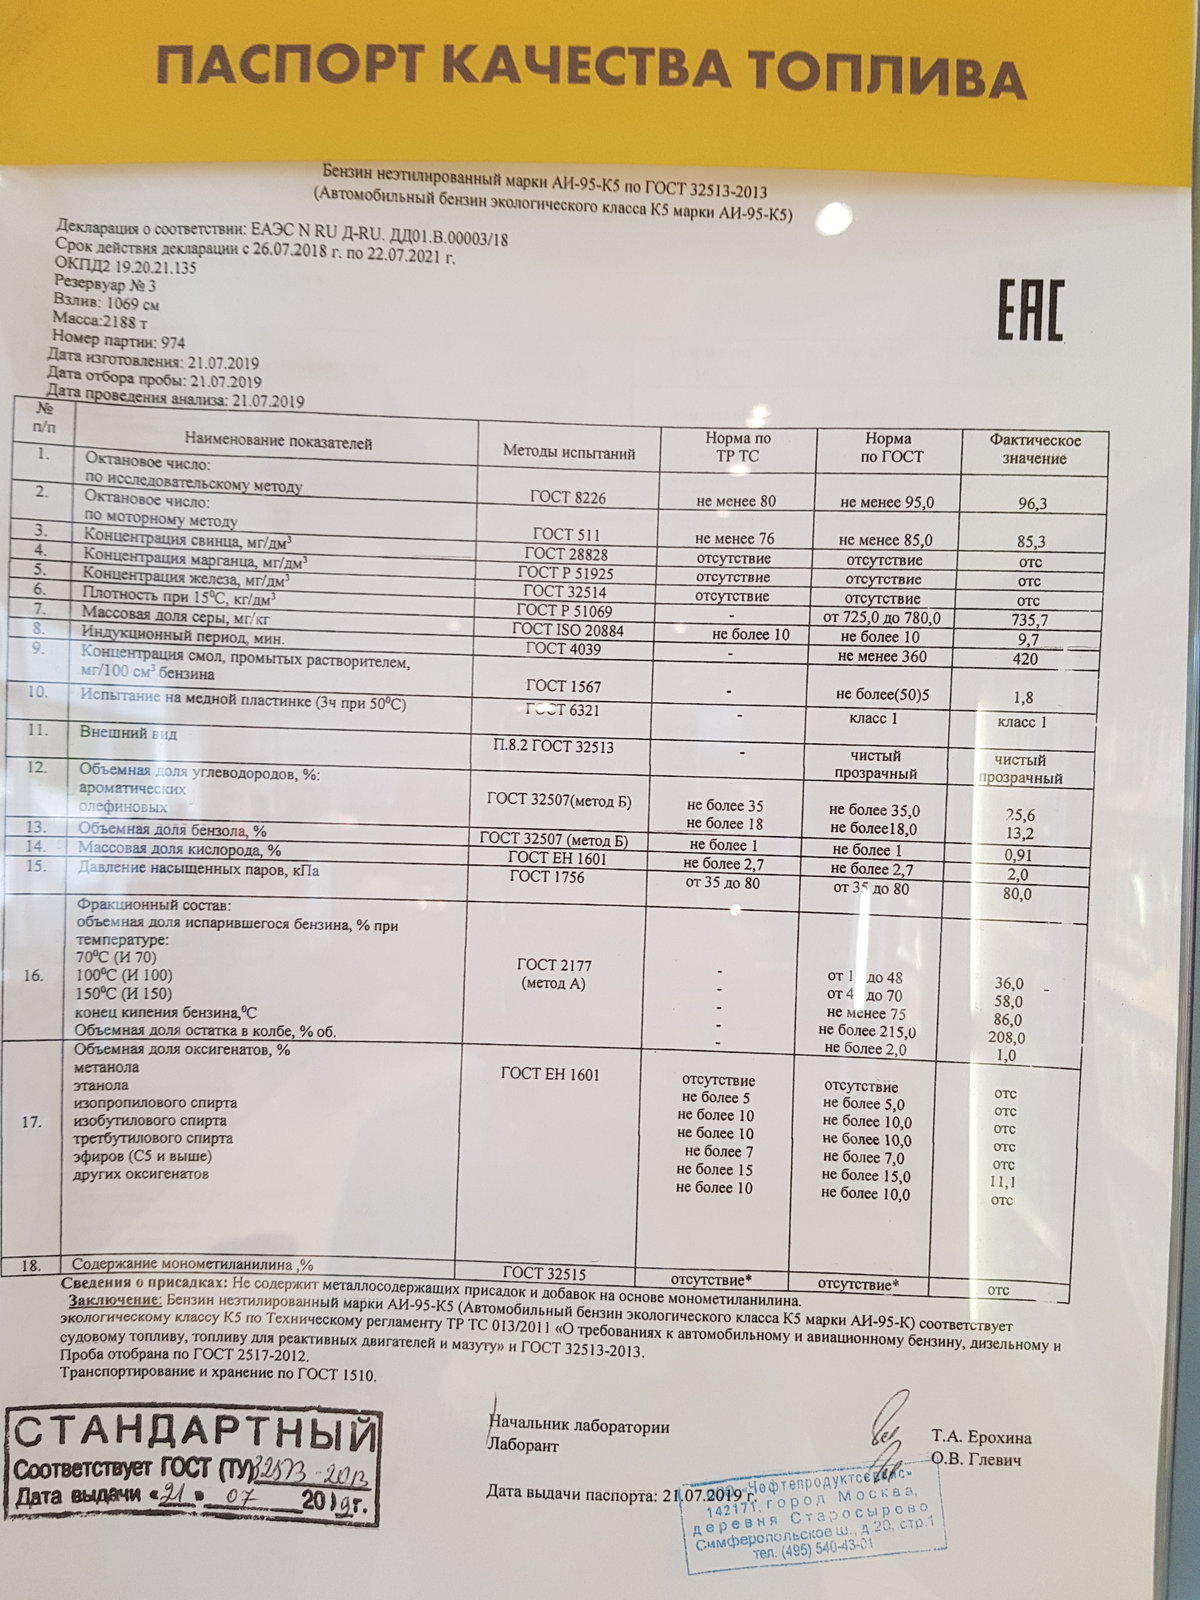 ПАСПОРТ КАЧЕСТВА ТОПЛИВА
Бензин неэтилированный марки АИ-95-К5 по ГОСТ 32513-2013
(Автомобильный бензин экологического класса К5 марки АИ-95-К5)
Декларация о соответствии: ЕАЭС N RU Д-RU. ДД01.В.00003/18
Срок действия декларации с 26.07.2018 г. по 22.07.2021 г.
ОКПД2 19.20.21.135
Резервуар № 3
Взлив: 1069 см
Масса:2188 т
Номер партии: 974
Дата изготовления: 21.07.2019
Дата отбора пробы: 21.07.2019
Дата проведения анализа: 21.07.2019
ЕАС
№ п/п Наименование показателей Методы испытаний Норма по ТР ТС Норма по ГОСТ Фактическое значение
1. Октановое число:
по исследовательскому методу ГОСТ 8226 не менее 80 не менее 95,0 96,3
2. Октановое число:
по моторному методу ГОСТ 511 не менее 76 не менее 85,0 85,3
3. Концентрация свинца, мг/дм³ ГОСТ 28828 отсутствие отсутствие отс
4. Концентрация марганца, мг/дм³ ГОСТ Р 51925 отсутствие отсутствие отс
5. Концентрация железа, мг/дм³ ГОСТ 32514 отсутствие отсутствие отс
6. Плотность при 15⁰С, кг/дм³ ГОСТ Р 51069 - от 725,0 до 780,0 735,7
7. Массовая доля серы, мг/кг ГОСТ ISO 20884 не более 10 не более 10 9,7
8. Индукционный период, мин. ГОСТ 4039 - не менее 360 420
9. Концентрация смол, промытых растворителем,
мг/100 см³ бензина ГОСТ 1567 - не более(50)5 1,8
10. Испытание на медной пластинке (3ч при 50⁰С) ГОСТ 6321 - класс 1 класс 1
11. Внешний вид П.8.2 ГОСТ 32513 - чистый прозрачный чистый прозрачный
12. Объемная доля углеводородов, %: ГОСТ 32507(метод Б)
ароматических не более 35 не более 35,0 25,6
олефиновых не более 18 не более18,0 13,2
13. Объемная доля бензола, % ГОСТ 32507 (метод Б) не более 1 не более 1 0,91
14. Массовая доля кислорода, % ГОСТ ЕН 1601 не более 2,7 не более 2,7 2,0
15. Давление насыщенных паров, кПа ГОСТ 1756 от 35 до 80 от 35 до 80 80,0
16. Фракционный состав: ГОСТ 2177 (метод А)
объемная доля испарившегося бензина, % при
температуре:
70⁰С (И 70) - от до 48 36,0 -
100⁰С (И 100) - от до 70 58,0
150⁰С (И 150) - не менее 75 86,0
конец кипения бензина,⁰С - не более 215,0 208,0
Объемная доля остатка в колбе, % об. - не более 2,0 1,0
17. Объемная доля оксигенатов, % ГОСТ ЕН 1601
метанола отсутствие отсутствие отс
этанола не более 5 не более 5,0 отс
изопропилового спирта не более 10 не более 10,0 отс
изобутилового спирта не более 10 не более 10,0 отс
третбутилового спирта не более 7 не более 7,0 отс
эфиров (С5 и выше) не более 15 не более 15,0 11,1
других оксигенатов не более 10 не более 10,0 отс
18. Содержание монометиланилина ,% ГОСТ 32515 отсутствие* отсутствие* отс
Сведения о присадках: Не содержит металлосодержащих присадок и добавок на основе монометиланилина.
Заключение: Бензин неэтилированный марки АИ-95-К5 (Автомобильный бензин экологического класса К5 марки АИ-95-К) соответствует
экологическому классу К5 по Техническому регламенту ТР ТС 013/2011 «О требованиях к автомобильному и авиационному бензину, дизельному и
судовому топливу, топливу для реактивных двигателей и мазуту» и ГОСТ 32513-2013.
Проба отобрана по ГОСТ 2517-2012.
Транспортирование и хранение по ГОСТ 1510.
СТАНДАРТНЫЙ
Соответствует ГОСТ (ТУ) 32513-2013
Дата выдачи «21» 07 2019г.
Начальник лаборатории Т.А. Ерохина
Лаборант О.В. Глевич
Дата выдачи паспорта: 21.07.2019 г.
ООО «Нефтепродуктсервис»
142171, город Москва,
деревня Старосырово
Симферопольское ш., д.20, стр.1
тел. (495) 540-43-01